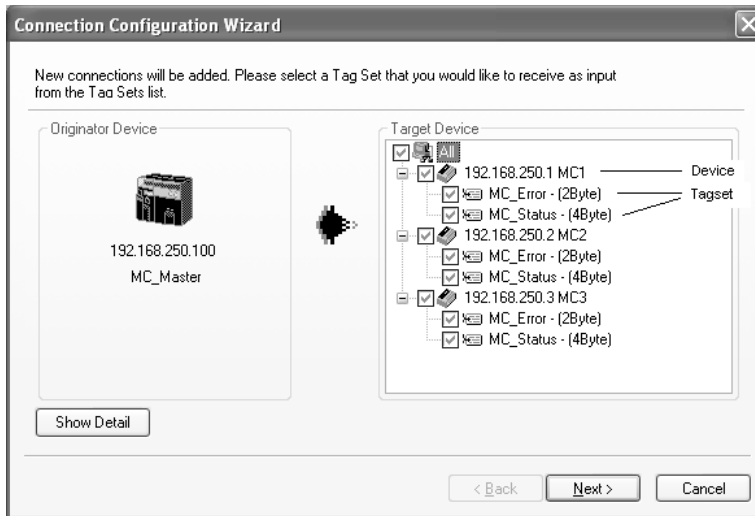 Connection Configuration Wizard
New connections will be added. Please select a Tag Set that you would like to receive as input
from the Tag Sets list.
Originator Device
192.168.250.100
MC_Master
Target Device
All
192.168.250.1 MC1
Device
MC_Error - (2Byte)
Tagset
MC_Status - (4Byte)
192.168.250.2 MC2
MC_Error - (2Byte)
MC_Status - (4Byte)
192.168.250.3 MC3
MC_Error - (2Byte)
MC_Status - (4Byte)
Show Detail
< Back
Next >
Cancel